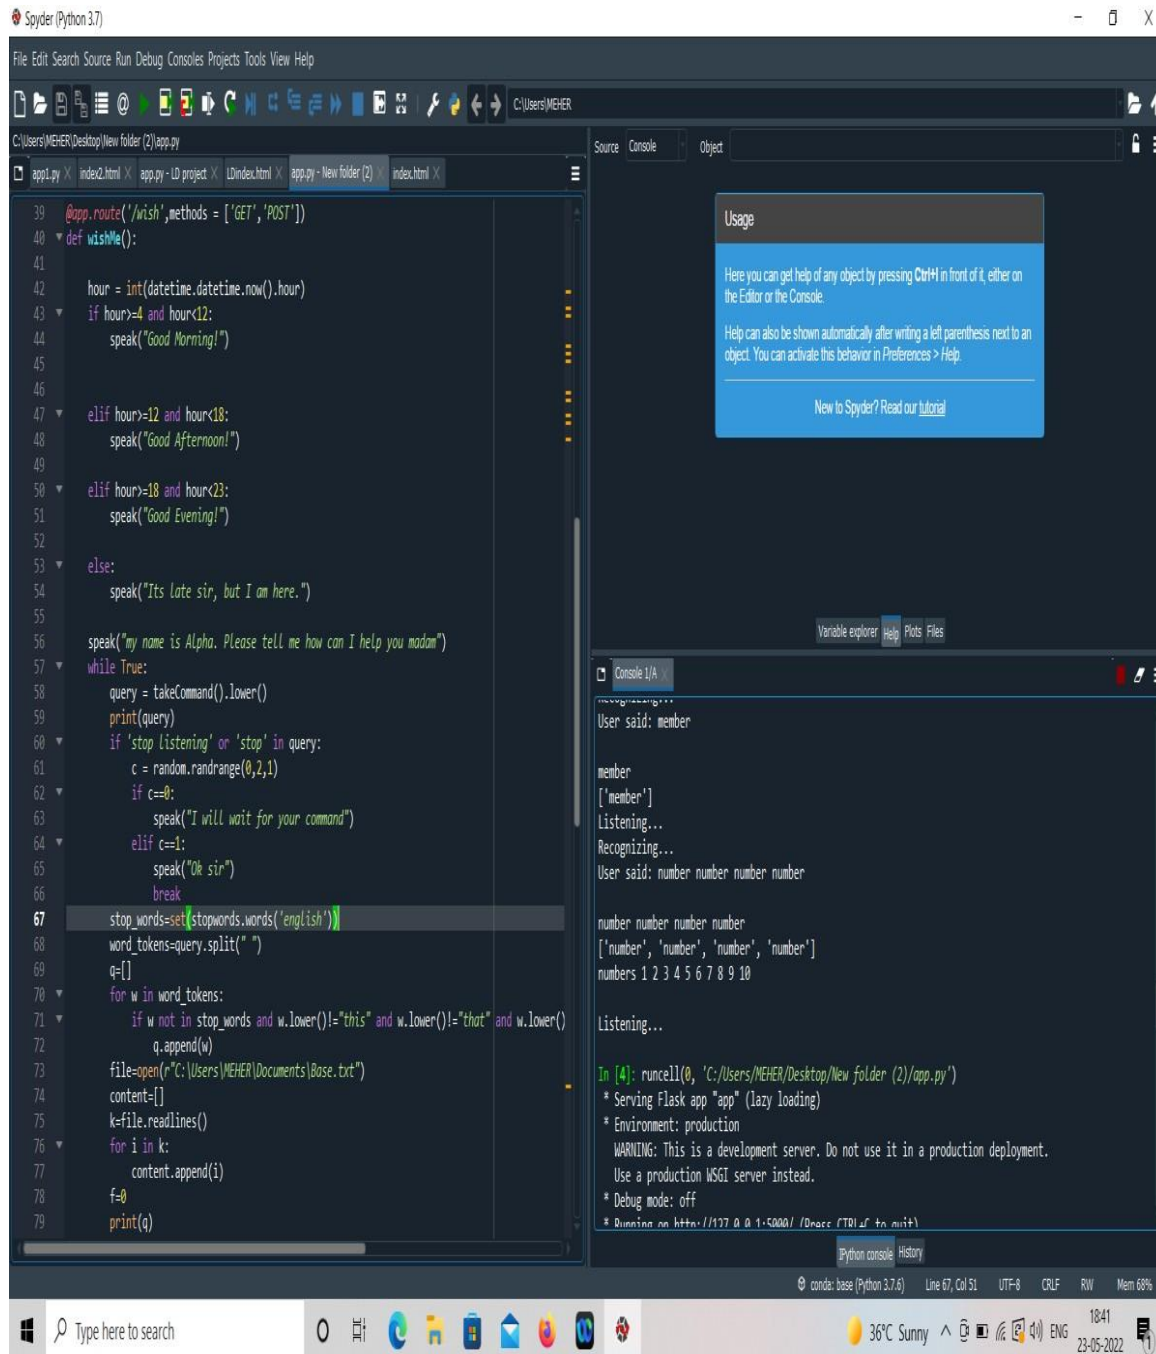 Spyder (Python 3.7)
File Edit Search Source Run Debug Consoles Projects Tools View Help
C:\Users\MEHER
C:\Users\MEHER\Desktop\New folder (2)\app.py
app1.py index2.html app.py - LD project LDindex.html app.py - New folder (2) index.html
39 @app.route('/wish',methods = ['GET','POST'])
40 def wishMe():
41
42 hour = int(datetime.datetime.now().hour)
43 if hour>=4 and hour<12:
44 speak("Good Morning!")
45
46
47 elif hour>=12 and hour<18:
48 speak("Good Afternoon!")
49
50 elif hour>=18 and hour<23:
51 speak("Good Evening!")
52
53 else:
54 speak("Its late sir, but I am here.")
55
56 speak("my name is Alpha. Please tell me how can I help you madam")
57 while True:
58 query = takeCommand().lower()
59 print(query)
60 if 'stop listening' or 'stop' in query:
61 c = random.randrange(0,2,1)
62 if c==0:
63 speak("I will wait for your command")
64 elif c==1:
65 speak("Ok sir")
66 break
67 stop_words=set(stopwords.words('english'))
68 word_tokens=query.split(" ")
69 q=[]
70 for w in word_tokens:
71 if w not in stop_words and w.lower()!="this" and w.lower()!="that" and w.lower()
72 q.append(w)
73 file=open(r"C:\Users\MEHER\Documents\Base.txt")
74 content=[]
75 k=file.readlines()
76 for i in k:
77 content.append(i)
78 f=0
79 print(q)
Source Console Object
Usage
Here you can get help of any object by pressing Ctrl+I in front of it, either on
the Editor or the Console.
Help can also be shown automatically after writing a left parenthesis next to an
object. You can activate this behavior in Preferences > Help.
New to Spyder? Read our tutorial
Variable explorer Help Plots Files
Console 1/A
Recognizing...
User said: member
member
['member']
Listening...
Recognizing...
User said: number number number number
number number number number
['number', 'number', 'number', 'number']
numbers 1 2 3 4 5 6 7 8 9 10
Listening...
In [4]: runcell(0, 'C:/Users/MEHER/Desktop/New folder (2)/app.py')
* Serving Flask app "app" (lazy loading)
* Environment: production
WARNING: This is a development server. Do not use it in a production deployment.
Use a production WSGI server instead.
* Debug mode: off
* Running on http://127.0.0.1:5000/ (Press CTRL+C to quit)
IPython console History
conda: base (Python 3.7.6) Line 67, Col 51 UTF-8 CRLF RW Mem 68%
Type here to search
36°C Sunny ENG 18:41
23-05-2022 1